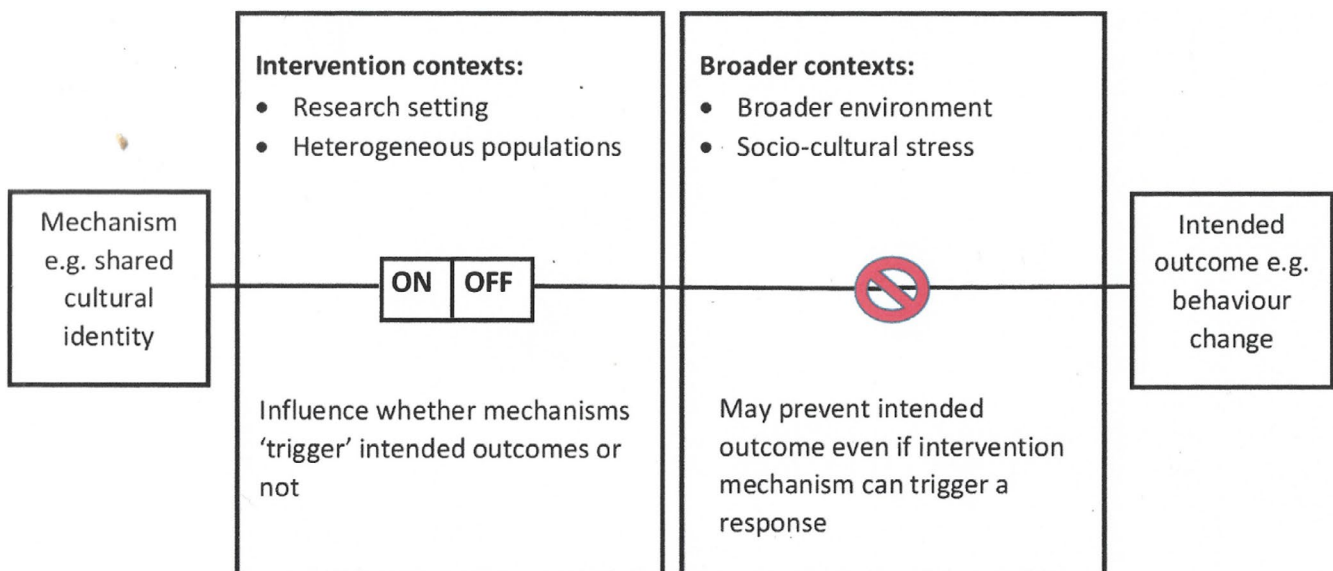 Mechanism
e.g. shared
cultural
identity
Intervention contexts:
• Research setting
• Heterogeneous populations
ON OFF
Influence whether mechanisms
‘trigger’ intended outcomes or
not
Broader contexts:
• Broader environment
• Socio-cultural stress
May prevent intended
outcome even if intervention
mechanism can trigger a
response
Intended
outcome e.g.
behaviour
change